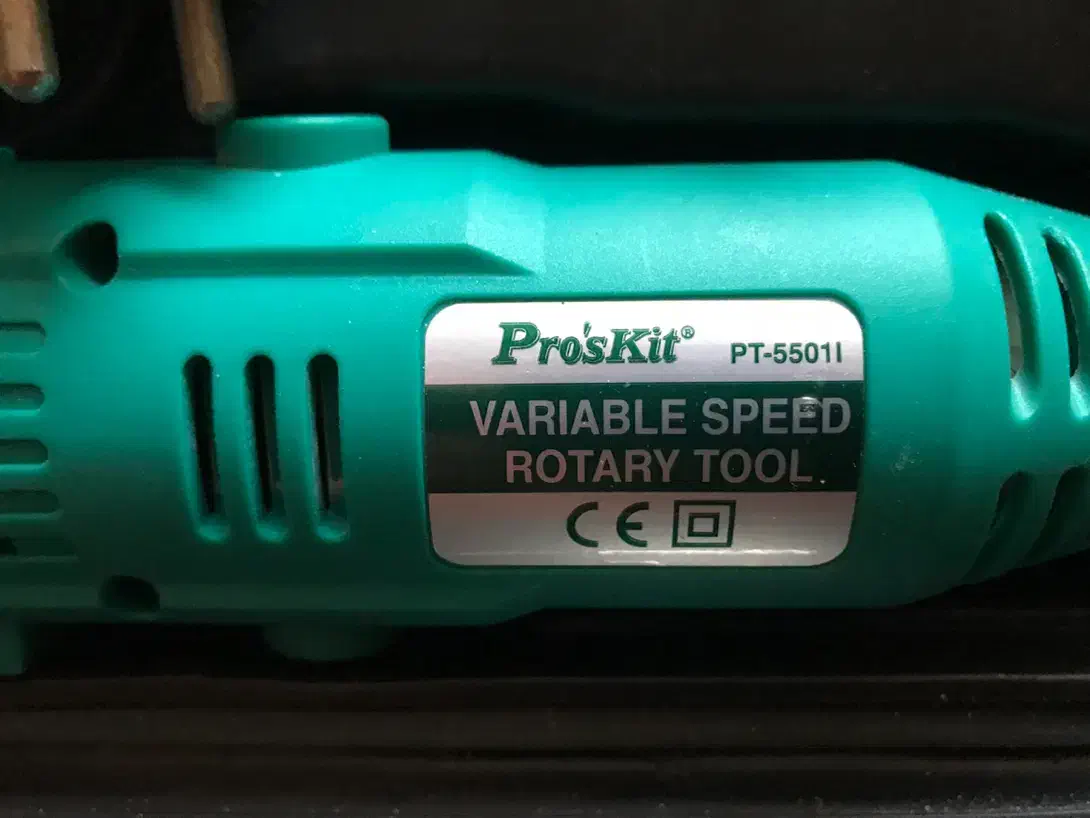 Pro'sKit® PT-5501I
VARIABLE SPEED
ROTARY TOOL
CE